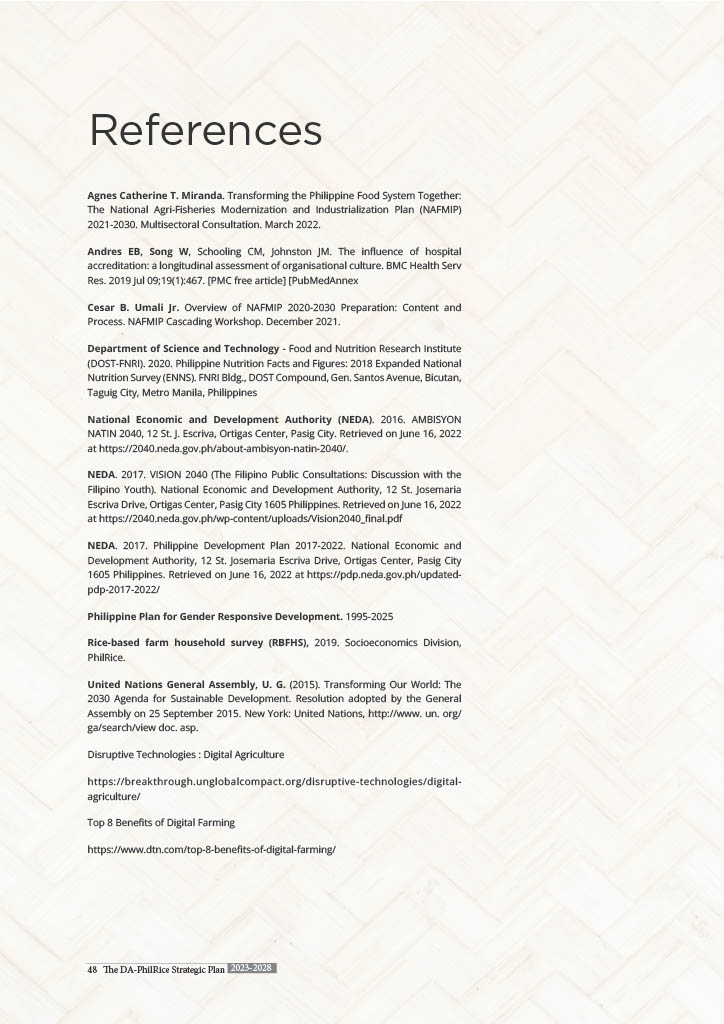 References
Agnes Catherine T. Miranda. Transforming the Philippine Food System Together:
The National Agri-Fisheries Modernization and Industrialization Plan (NAFMIP)
2021-2030. Multisectoral Consultation. March 2022.
Andres EB, Song W, Schooling CM, Johnston JM. The influence of hospital
accreditation: a longitudinal assessment of organisational culture. BMC Health Serv
Res. 2019 Jul 09;19(1):467. [PMC free article] [PubMedAnnex
Cesar B. Umali Jr. Overview of NAFMIP 2020-2030 Preparation: Content and
Process. NAFMIP Cascading Workshop. December 2021.
Department of Science and Technology - Food and Nutrition Research Institute
(DOST-FNRI). 2020. Philippine Nutrition Facts and Figures: 2018 Expanded National
Nutrition Survey (ENNS). FNRI Bldg., DOST Compound, Gen. Santos Avenue, Bicutan,
Taguig City, Metro Manila, Philippines
National Economic and Development Authority (NEDA). 2016. AMBISYON
NATIN 2040, 12 St. J. Escriva, Ortigas Center, Pasig City. Retrieved on June 16, 2022
at https://2040.neda.gov.ph/about-ambisyon-natin-2040/.
NEDA. 2017. VISION 2040 (The Filipino Public Consultations: Discussion with the
Filipino Youth). National Economic and Development Authority, 12 St. Josemaria
Escriva Drive, Ortigas Center, Pasig City 1605 Philippines. Retrieved on June 16, 2022
at https://2040.neda.gov.ph/wp-content/uploads/Vision2040_final.pdf
NEDA. 2017. Philippine Development Plan 2017-2022. National Economic and
Development Authority, 12 St. Josemaria Escriva Drive, Ortigas Center, Pasig City
1605 Philippines. Retrieved on June 16, 2022 at https://pdp.neda.gov.ph/updated-
pdp-2017-2022/
Philippine Plan for Gender Responsive Development. 1995-2025
Rice-based farm household survey (RBFHS), 2019. Socioeconomics Division,
PhilRice.
United Nations General Assembly, U. G. (2015). Transforming Our World: The
2030 Agenda for Sustainable Development. Resolution adopted by the General
Assembly on 25 September 2015. New York: United Nations, http://www. un. org/
ga/search/view doc. asp.
Disruptive Technologies : Digital Agriculture
https://breakthrough.unglobalcompact.org/disruptive-technologies/digital-
agriculture/
Top 8 Benefits of Digital Farming
https://www.dtn.com/top-8-benefits-of-digital-farming/
48 The DA-PhilRice Strategic Plan 2023-2028